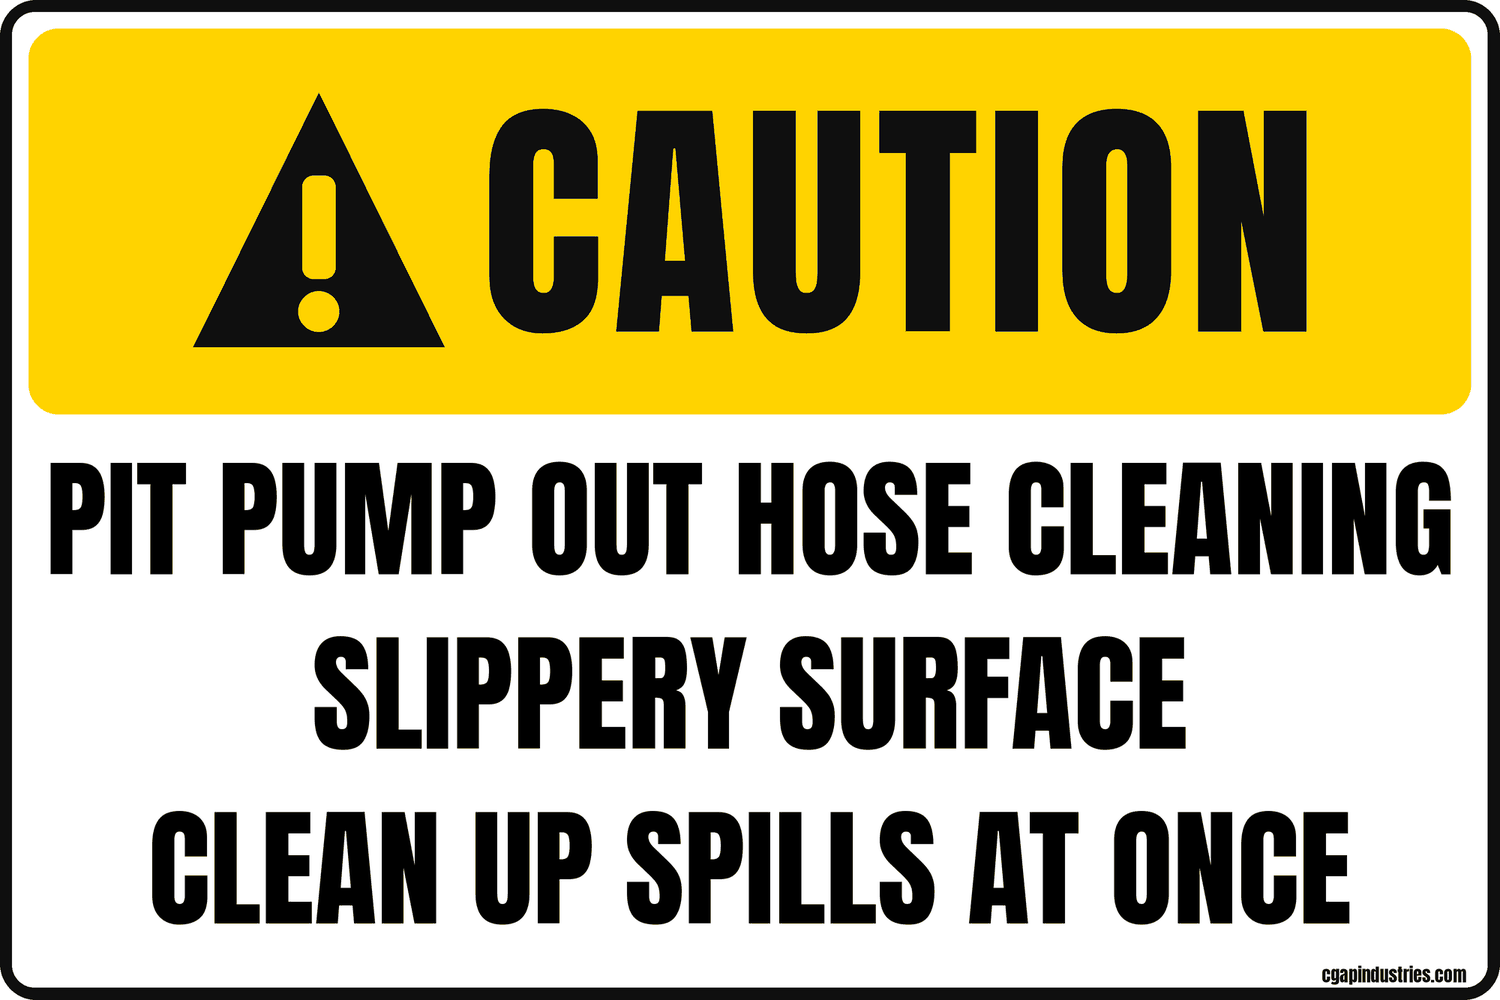 CAUTION
PIT PUMP OUT HOSE CLEANING
SLIPPERY SURFACE
CLEAN UP SPILLS AT ONCE
cgapindustries.com